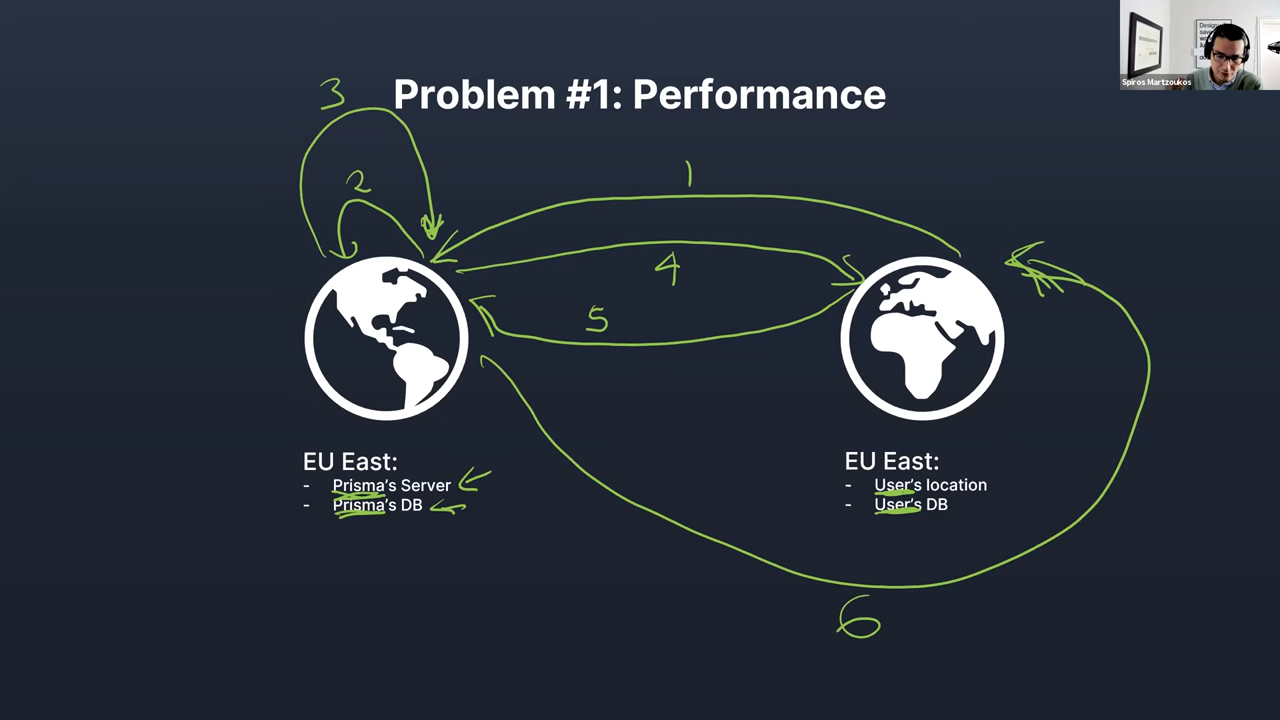 Spiros Martzoukos
3
Problem #1: Performance
2
1
4
5
EU East:
- Prisma's Server
- Prisma's DB
EU East:
- User's location
- User's DB
6